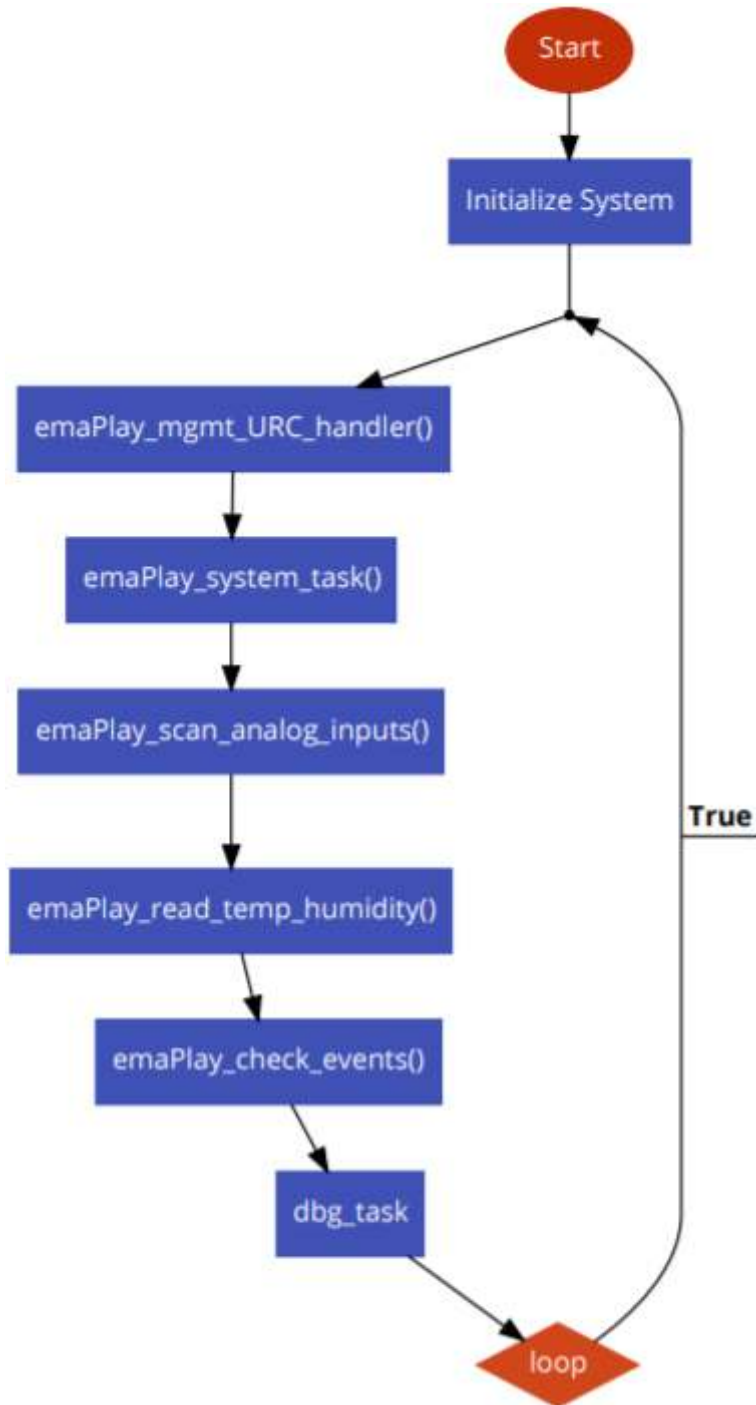 Start
Initialize System
emaPlay_mgmt_URC_handler()
emaPlay_system_task()
emaPlay_scan_analog_inputs()
True
emaPlay_read_temp_humidity()
emaPlay_check_events()
dbg_task
loop